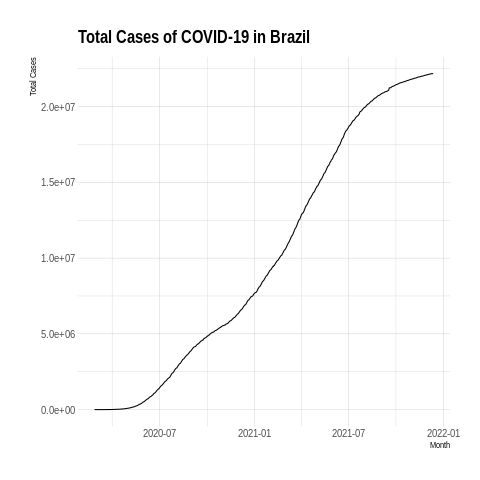 Total Cases of COVID-19 in Brazil
Total Cases
2.0e+07
1.5e+07
1.0e+07
5.0e+06
0.0e+00
2020-07 2021-01 2021-07 2022-01
Month